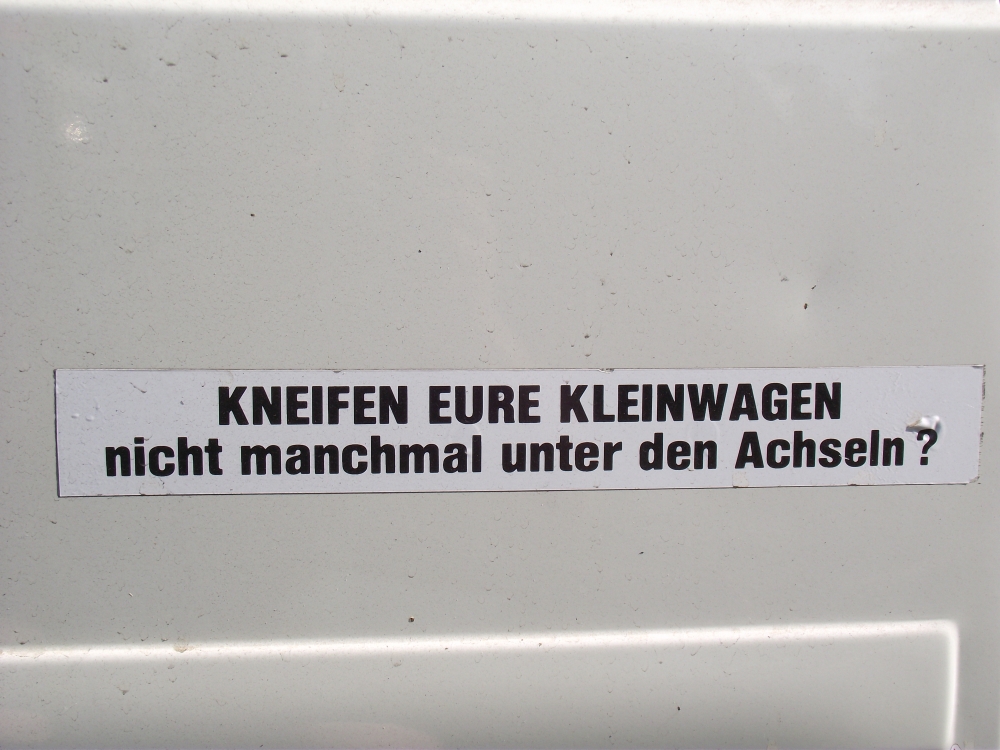 KNEIFEN EURE KLEINWAGEN
nicht manchmal unter den Achseln?